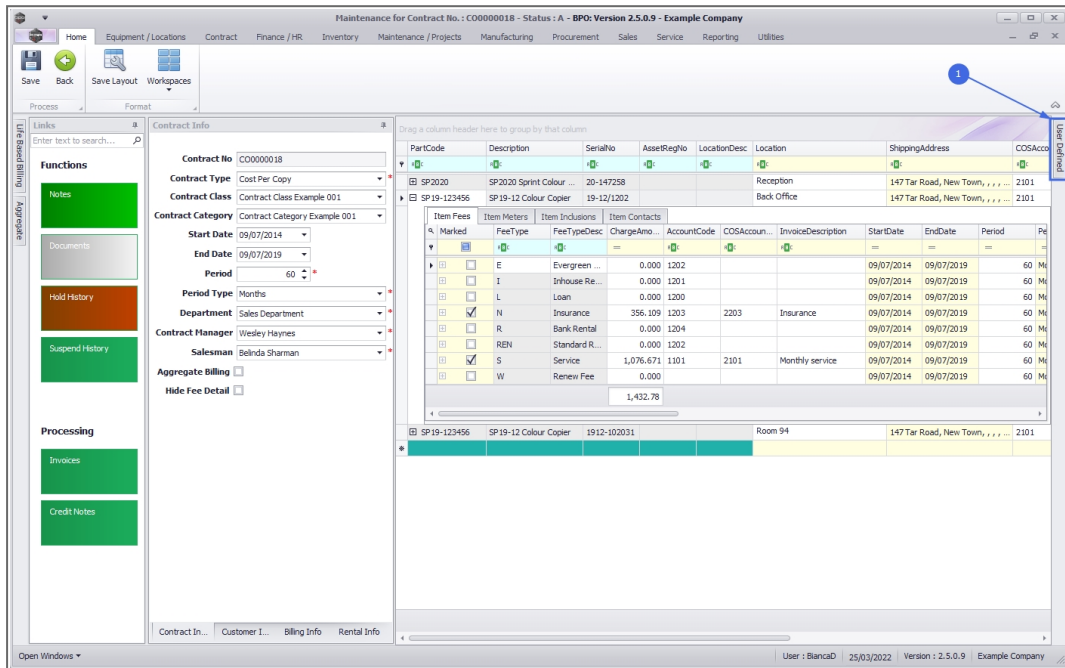 Maintenance for Contract No. : CO0000018 - Status : A - BPO: Version 2.5.0.9 - Example Company
Home Equipment / Locations Contract Finance / HR Inventory Maintenance / Projects Manufacturing Procurement Sales Service Reporting Utilities
Save Back Save Layout Workspaces
Process Format
1
Life Based Billing
Aggregate
Links
Enter text to search...
Functions
Notes
Documents
Hold History
Suspend History
Processing
Invoices
Credit Notes
Contract Info
Contract No CO0000018
Contract Type Cost Per Copy *
Contract Class Contract Class Example 001
Contract Category Contract Category Example 001
Start Date 09/07/2014
End Date 09/07/2019
Period 60 *
Period Type Months *
Department Sales Department *
Contract Manager Wesley Haynes *
Salesman Belinda Sharman *
Aggregate Billing
Hide Fee Detail
Contract In... Customer I... Billing Info Rental Info
Drag a column header here to group by that column
PartCode Description SerialNo AssetRegNo LocationDesc Location ShippingAddress COSAcco
SP2020 SP2020 Sprint Colour ... 20-147258 Reception 147 Tar Road, New Town, , , , ... 2101
SP19-123456 SP19-12 Colour Copier 19-12/1202 Back Office 147 Tar Road, New Town, , , , ... 2101
Item Fees Item Meters Item Inclusions Item Contacts
Marked FeeType FeeTypeDesc ChargeAmo... AccountCode COSAccoun... InvoiceDescription StartDate EndDate Period Pe
= = = =
E Evergreen ... 0.000 1202 09/07/2014 09/07/2019 60 Mo
I Inhouse Re... 0.000 1201 09/07/2014 09/07/2019 60 Mo
L Loan 0.000 1200 09/07/2014 09/07/2019 60 Mo
N Insurance 356.109 1203 2203 Insurance 09/07/2014 09/07/2019 60 Mo
R Bank Rental 0.000 1204 09/07/2014 09/07/2019 60 Mo
REN Standard R... 0.000 1202 09/07/2014 09/07/2019 60 Mo
S Service 1,076.671 1101 2101 Monthly service 09/07/2014 09/07/2019 60 Mo
W Renew Fee 0.000 09/07/2014 09/07/2019 60 Mo
1,432.78
SP19-123456 SP19-12 Colour Copier 1912-102031 Room 94 147 Tar Road, New Town, , , , ... 2101
User Defined
Open Windows
User : BiancaD 25/03/2022 Version : 2.5.0.9 Example Company